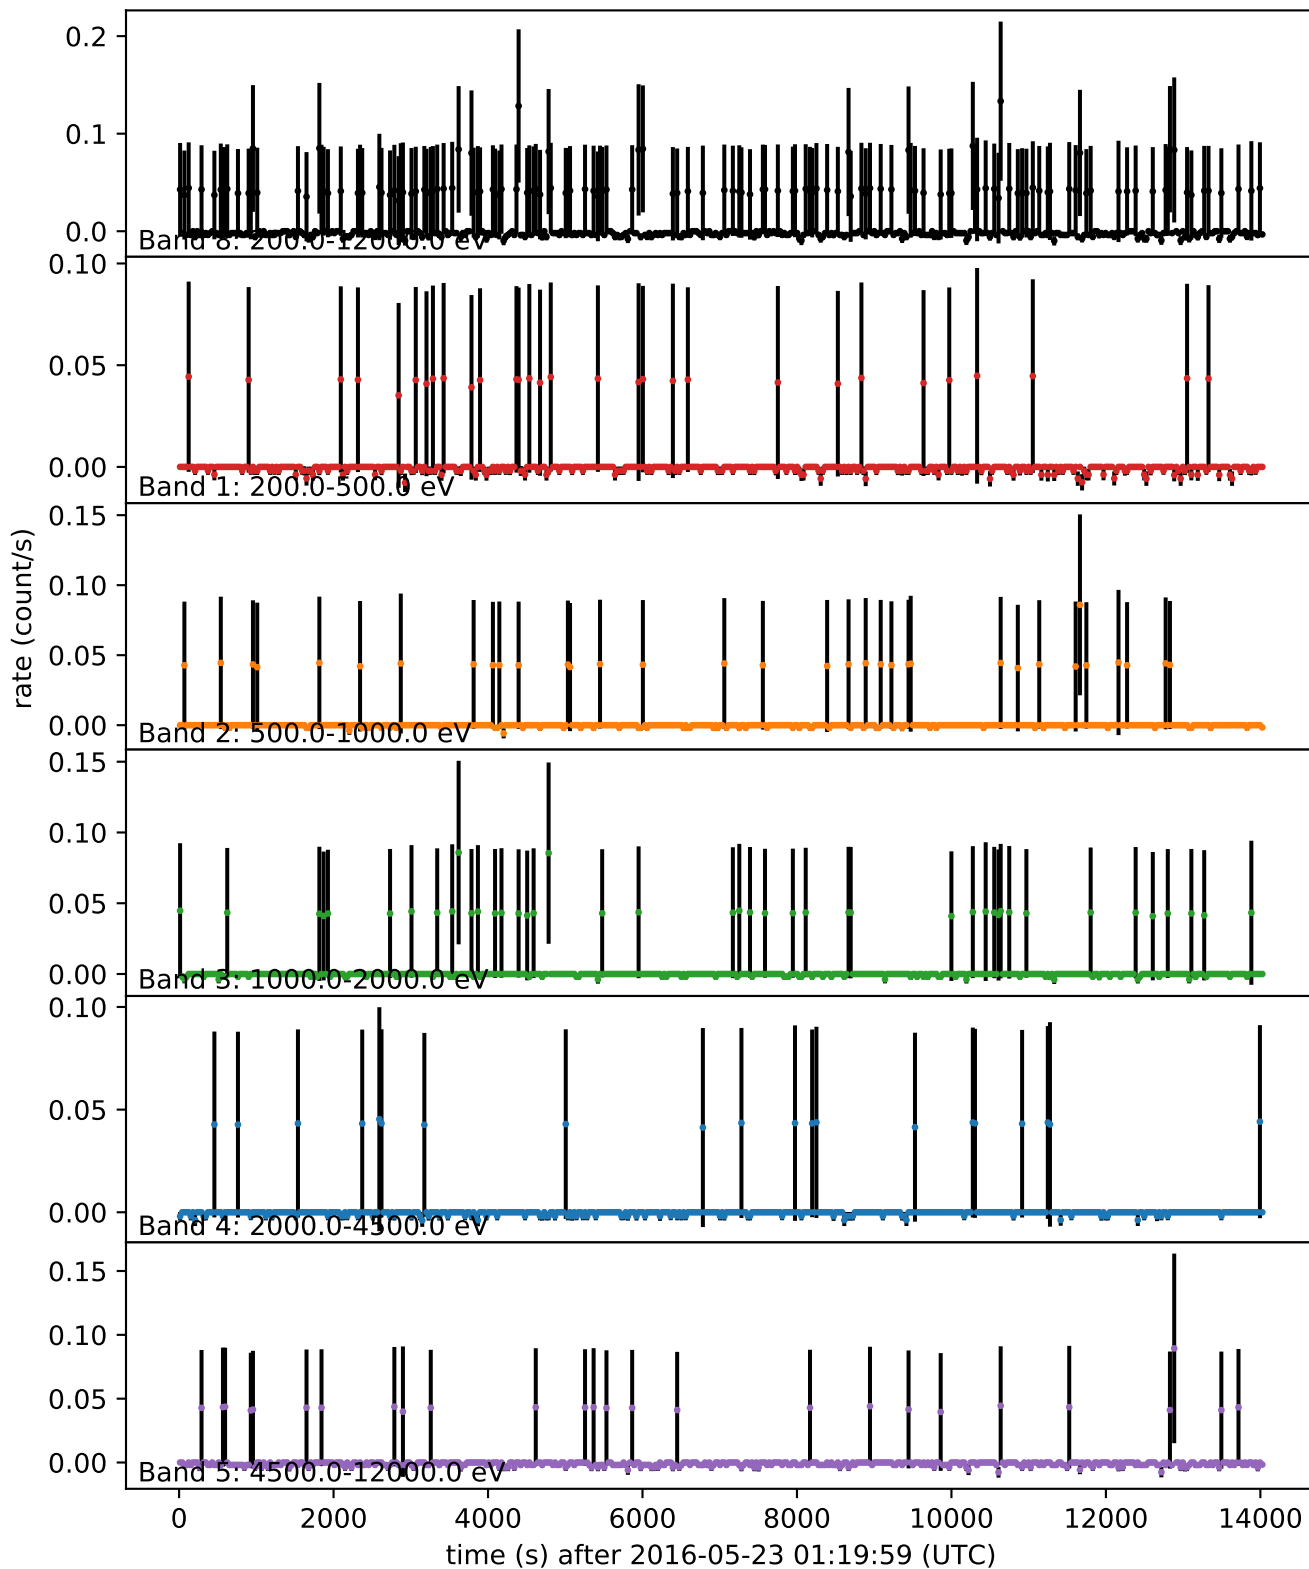 0.2
0.1
0.0
Band 8: 200.0-12000.0 eV
0.10
0.05
0.00
Band 1: 200.0-500.0 eV
0.15
0.10
0.05
0.00
Band 2: 500.0-1000.0 eV
rate (count/s)
0.15
0.10
0.05
0.00
Band 3: 1000.0-2000.0 eV
0.10
0.05
0.00
Band 4: 2000.0-4500.0 eV
0.15
0.10
0.05
0.00
Band 5: 4500.0-12000.0 eV
0 2000 4000 6000 8000 10000 12000 14000
time (s) after 2016-05-23 01:19:59 (UTC)